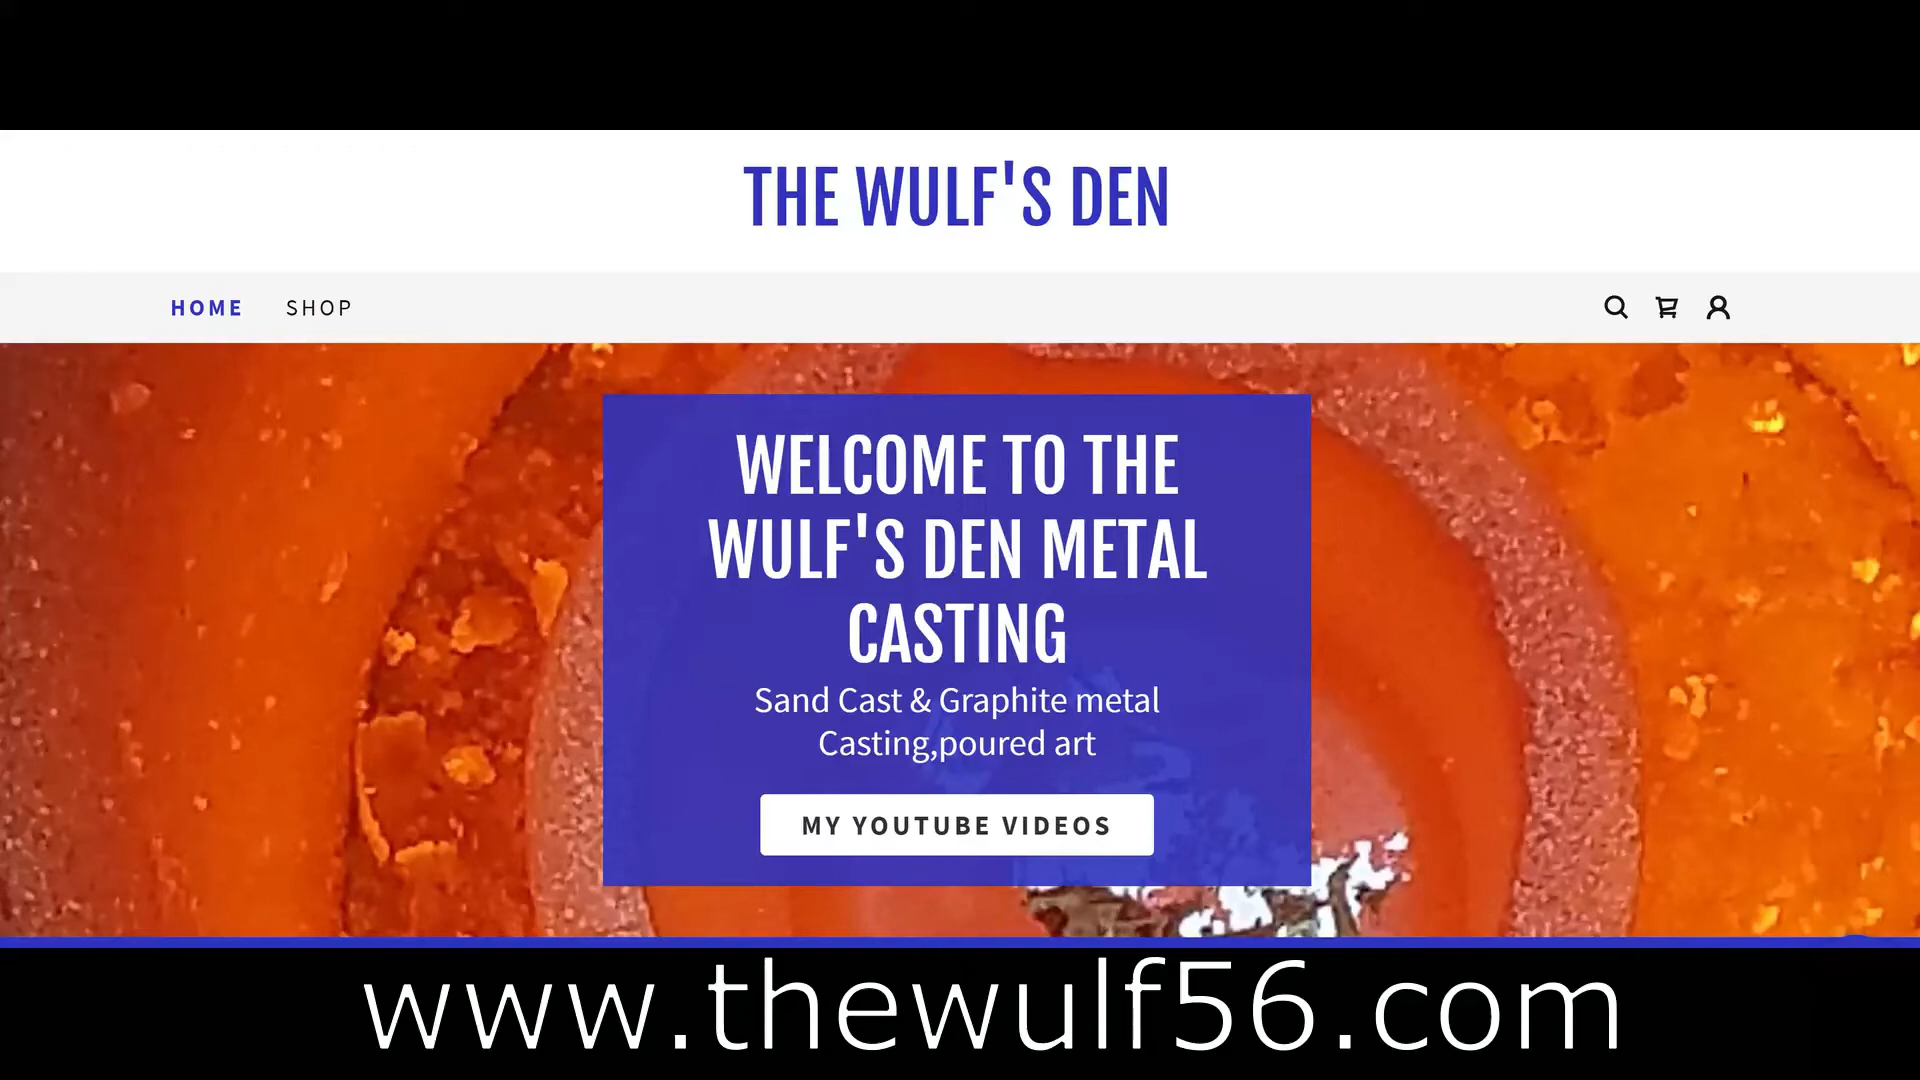 THE WULF'S DEN
HOME SHOP
WELCOME TO THE
WULF'S DEN METAL
CASTING
Sand Cast & Graphite metal
Casting,poured art
MY YOUTUBE VIDEOS
www.thewulf56.com